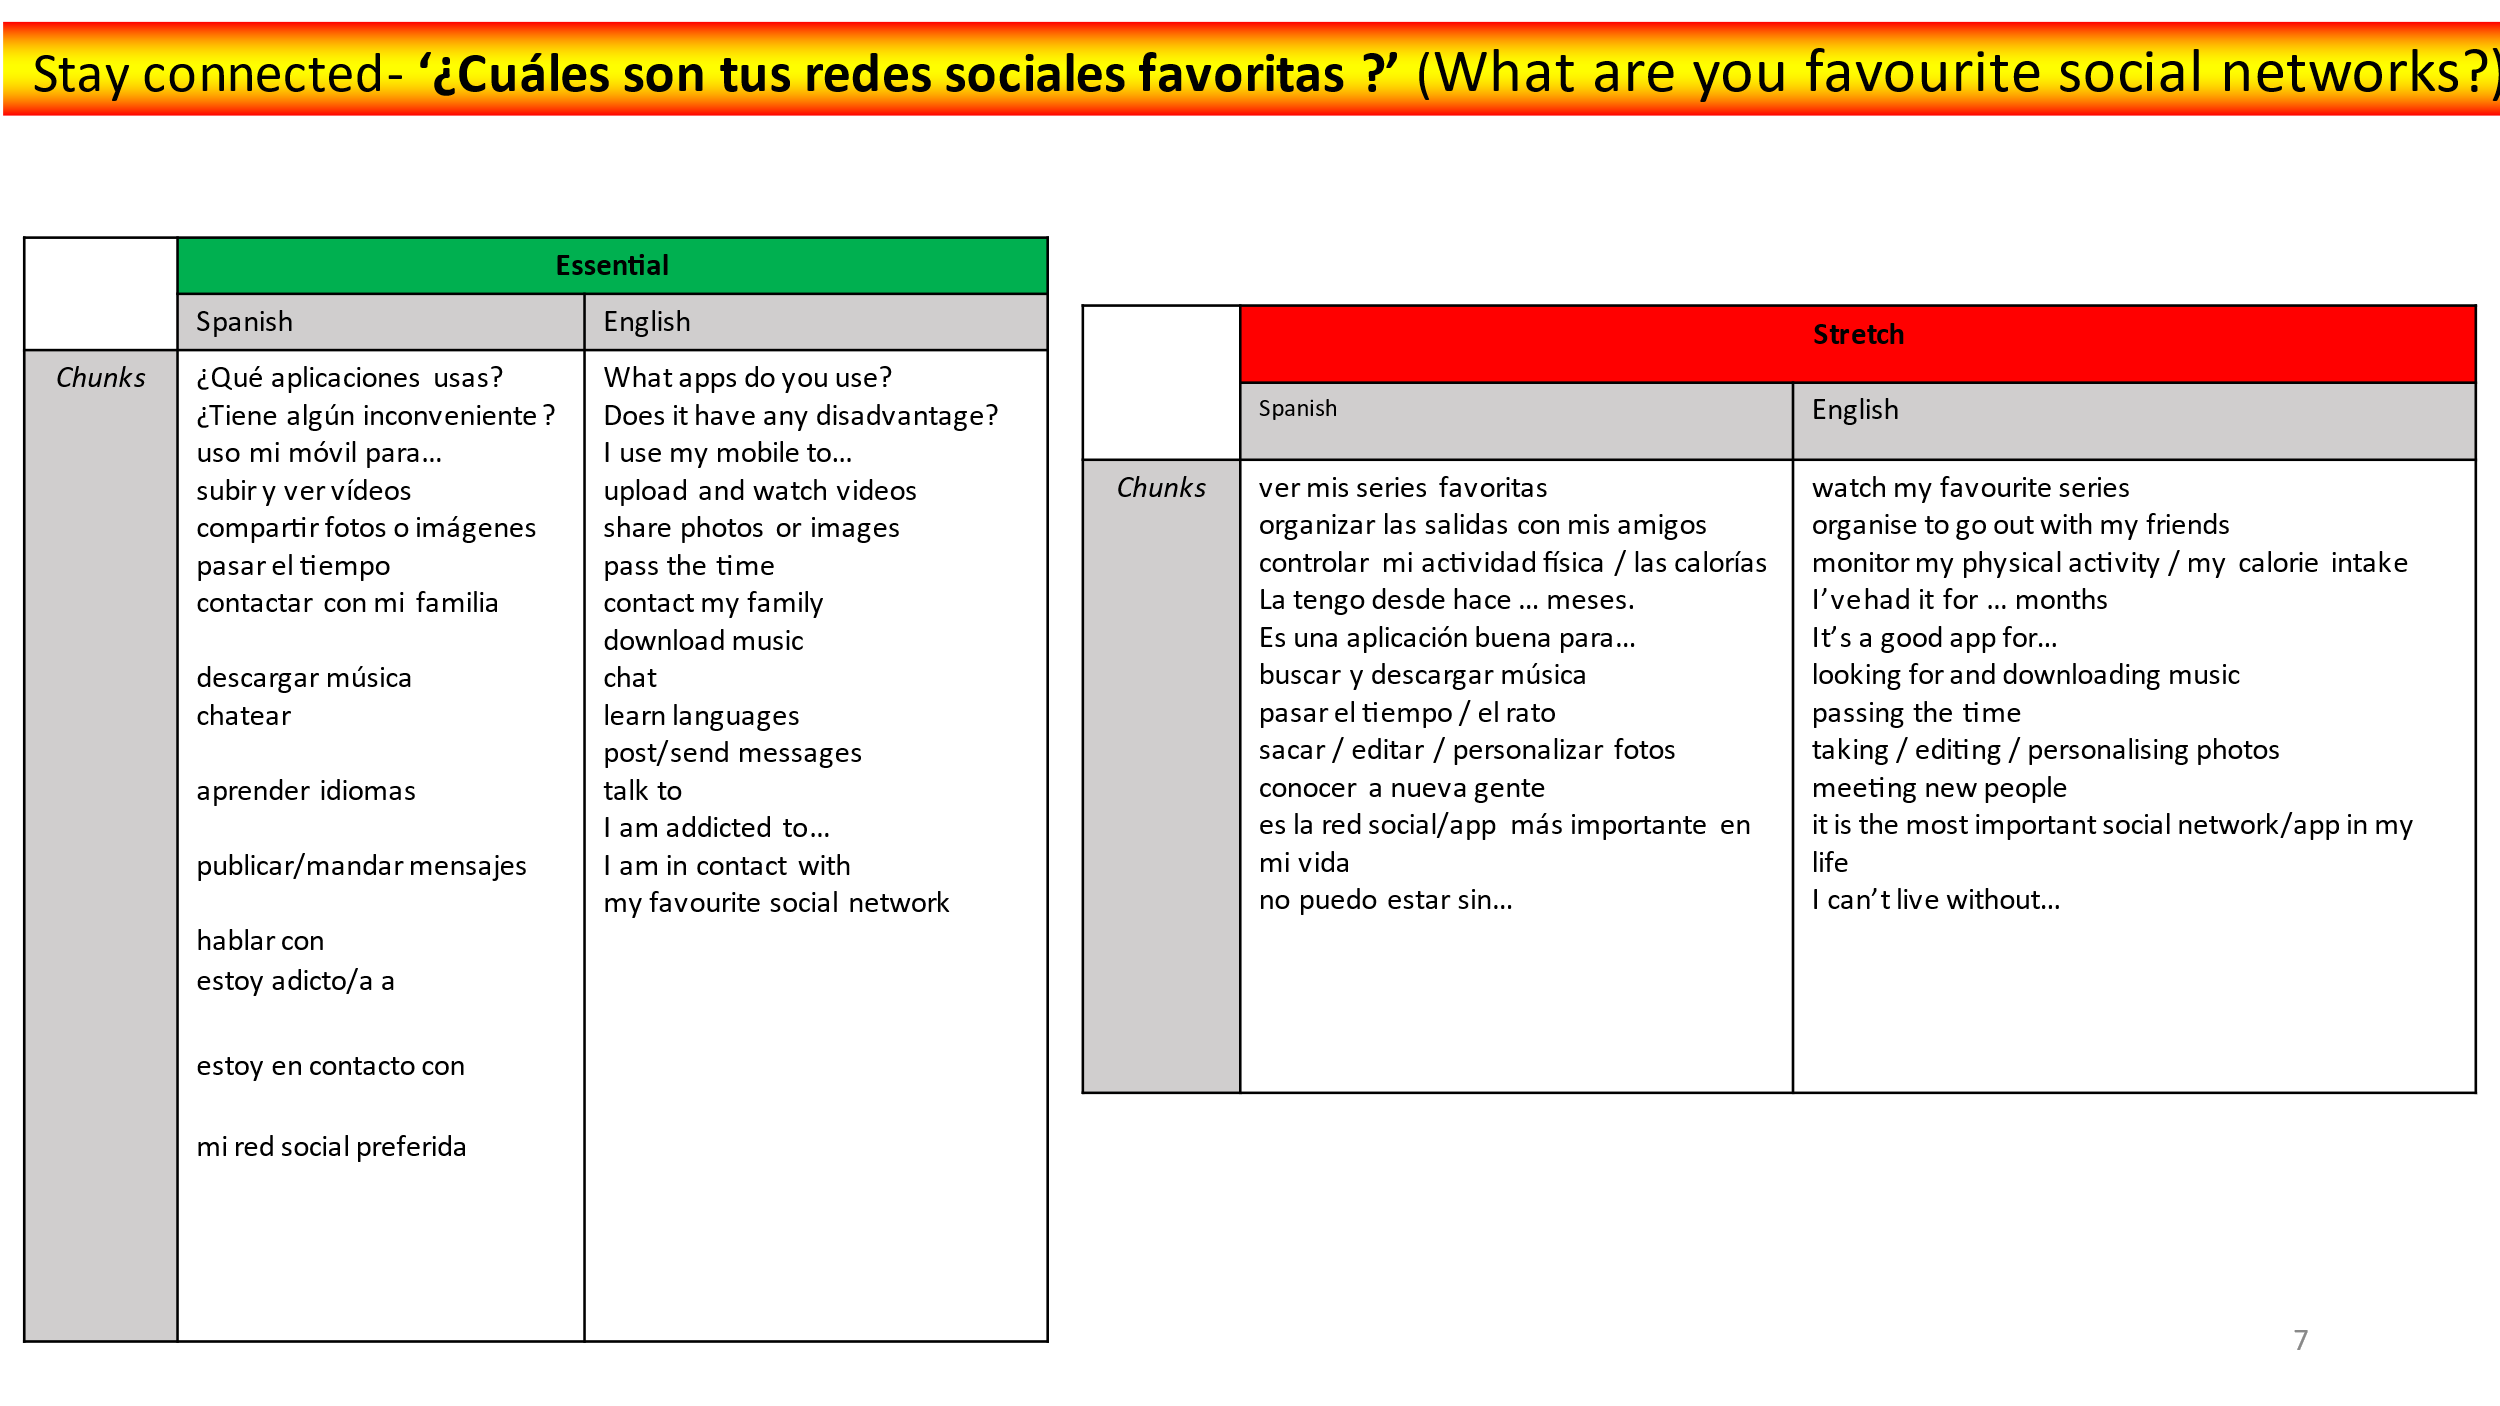 Stay connected- ‘¿Cuáles son tus redes sociales favoritas ?’ (What are you favourite social networks?)
Essential
Spanish
English
Chunks
¿Qué aplicaciones usas?
¿Tiene algún inconveniente ?
uso mi móvil para...
subir y ver vídeos
compartir fotos o imágenes
pasar el tiempo
contactar con mi familia
descargar música
chatear
aprender idiomas
publicar/mandar mensajes
hablar con
estoy adicto/a a
estoy en contacto con
mi red social preferida
What apps do you use?
Does it have any disadvantage?
I use my mobile to...
upload and watch videos
share photos or images
pass the time
contact my family
download music
chat
learn languages
post/send messages
talk to
I am addicted to...
I am in contact with
my favourite social network
Stretch
Spanish
English
Chunks
ver mis series favoritas
organizar las salidas con mis amigos
controlar mi actividad física / las calorías
La tengo desde hace ... meses.
Es una aplicación buena para...
buscar y descargar música
pasar el tiempo / el rato
sacar / editar / personalizar fotos
conocer a nueva gente
es la red social/app más importante en
mi vida
no puedo estar sin...
watch my favourite series
organise to go out with my friends
monitor my physical activity / my calorie intake
I’ve had it for ... months
It’s a good app for...
looking for and downloading music
passing the time
taking / editing / personalising photos
meeting new people
it is the most important social network/app in my
life
I can’t live without...
7